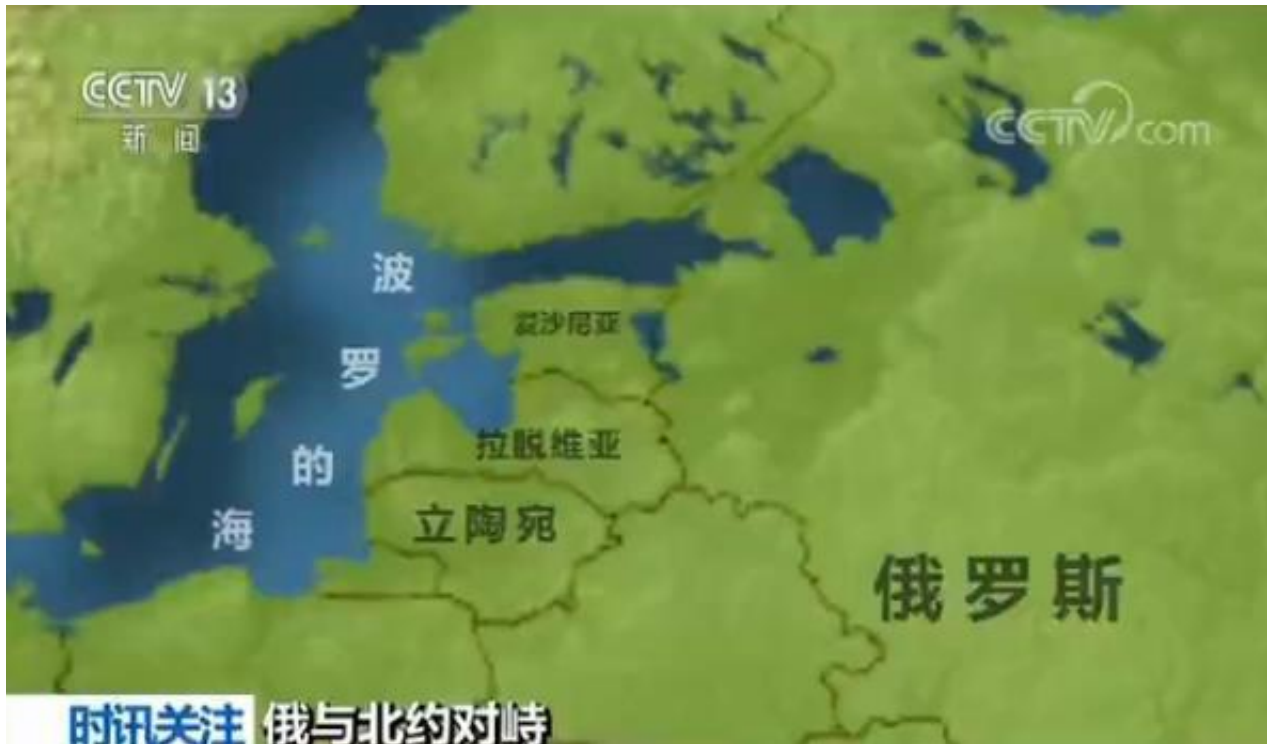 CCTV 13
新闻
CCTV.com
波罗的海
爱沙尼亚
拉脱维亚
立陶宛
俄罗斯
时讯关注 俄与北约对峙